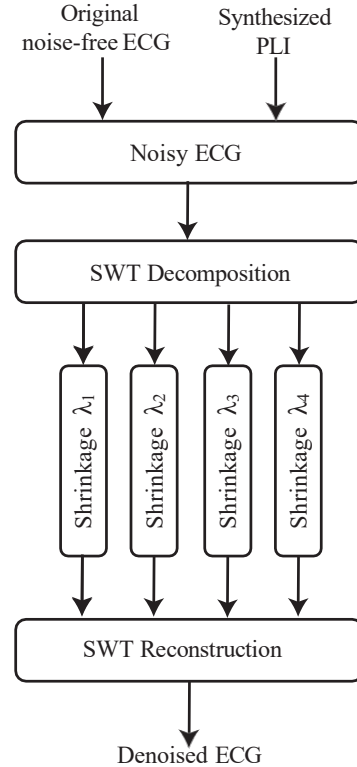 Original
noise-free ECG
Synthesized
PLI
Noisy ECG
SWT Decomposition
Shrinkage λ1
Shrinkage λ2
Shrinkage λ3
Shrinkage λ4
SWT Reconstruction
Denoised ECG